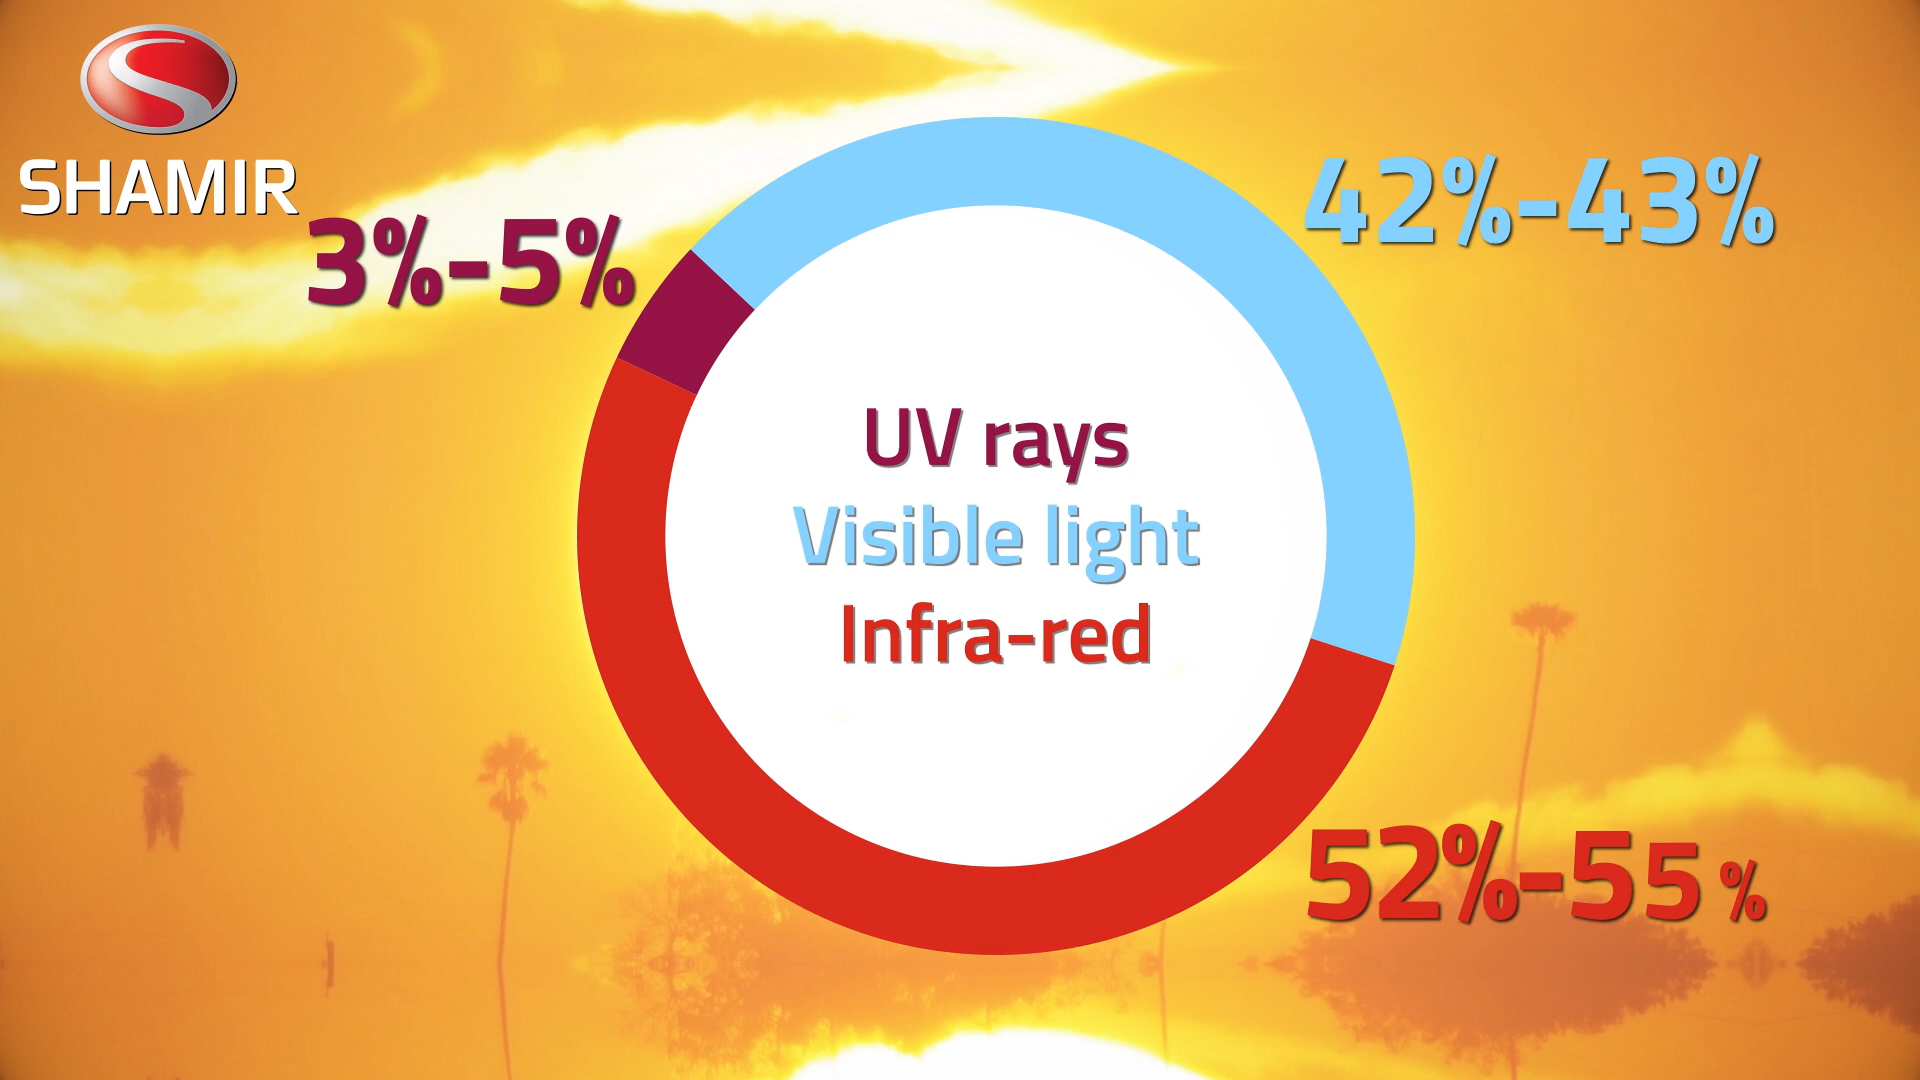 SHAMIR
3%-5%
42%-43%
UV rays
Visible light
Infra-red
52%-55%